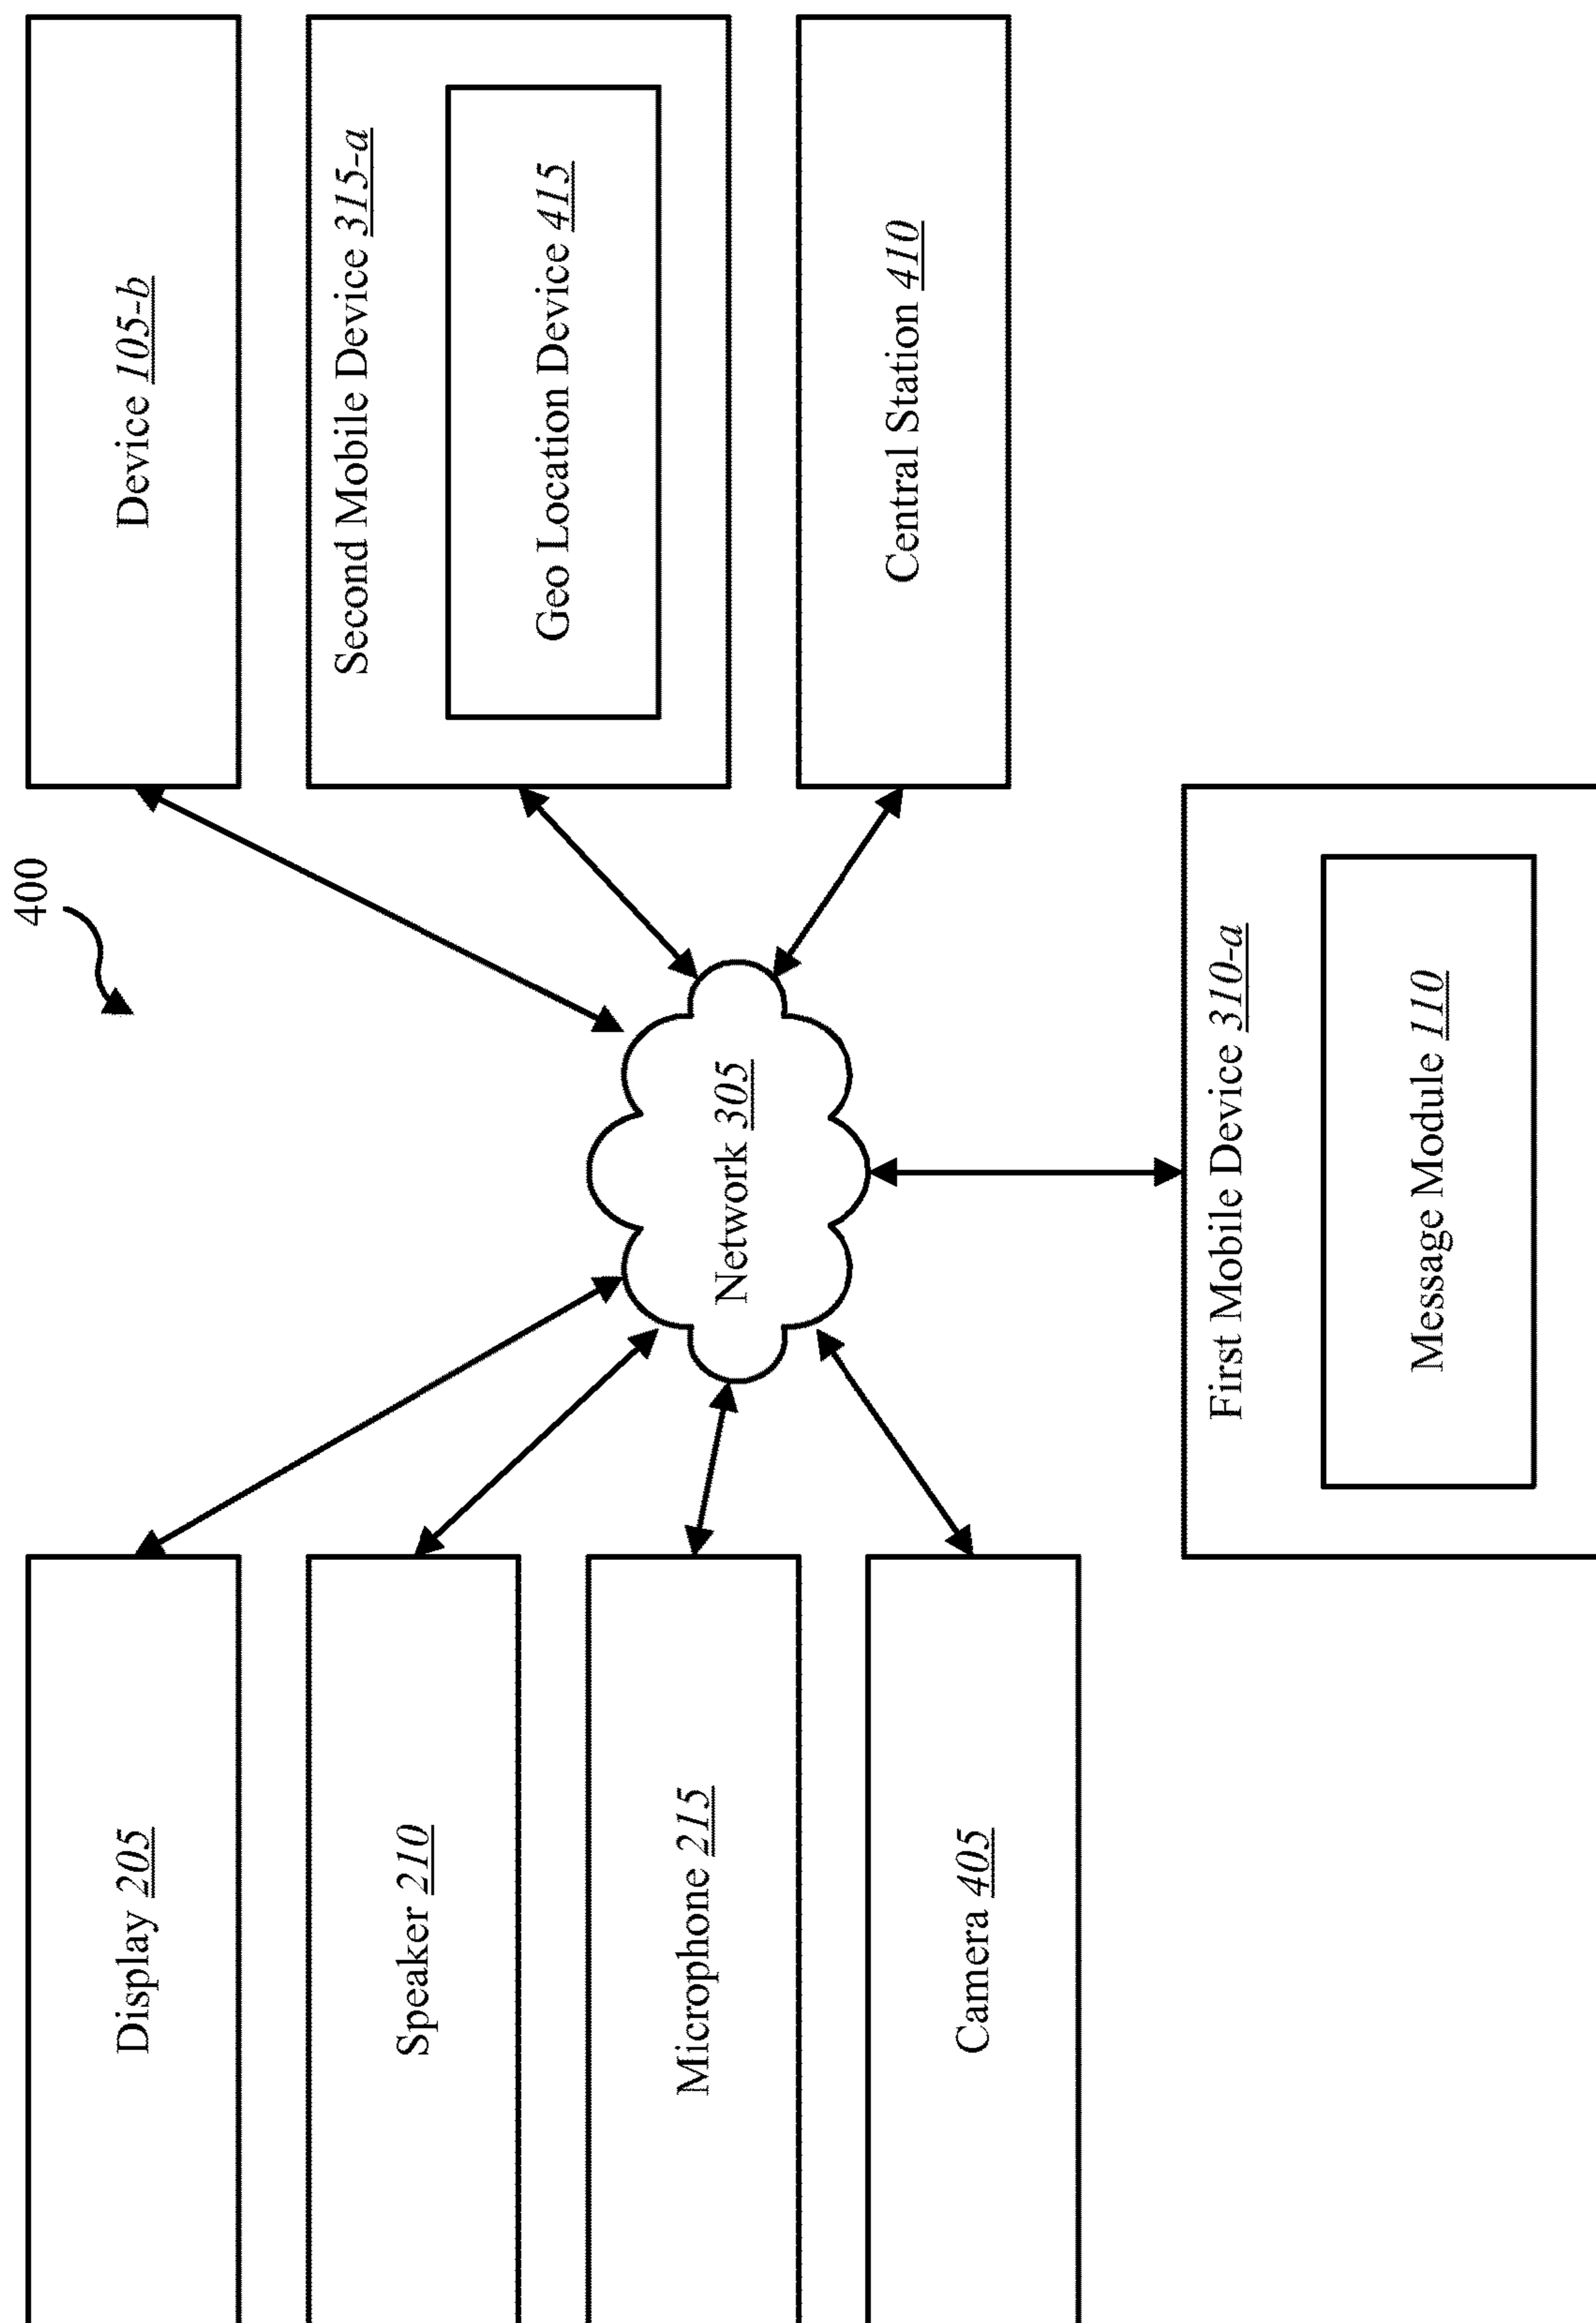 400
Display 205
Speaker 210
Microphone 215
Camera 405
Network 305
Device 105-b
Second Mobile Device 315-a
Geo Location Device 415
Central Station 410
First Mobile Device 310-a
Message Module 110